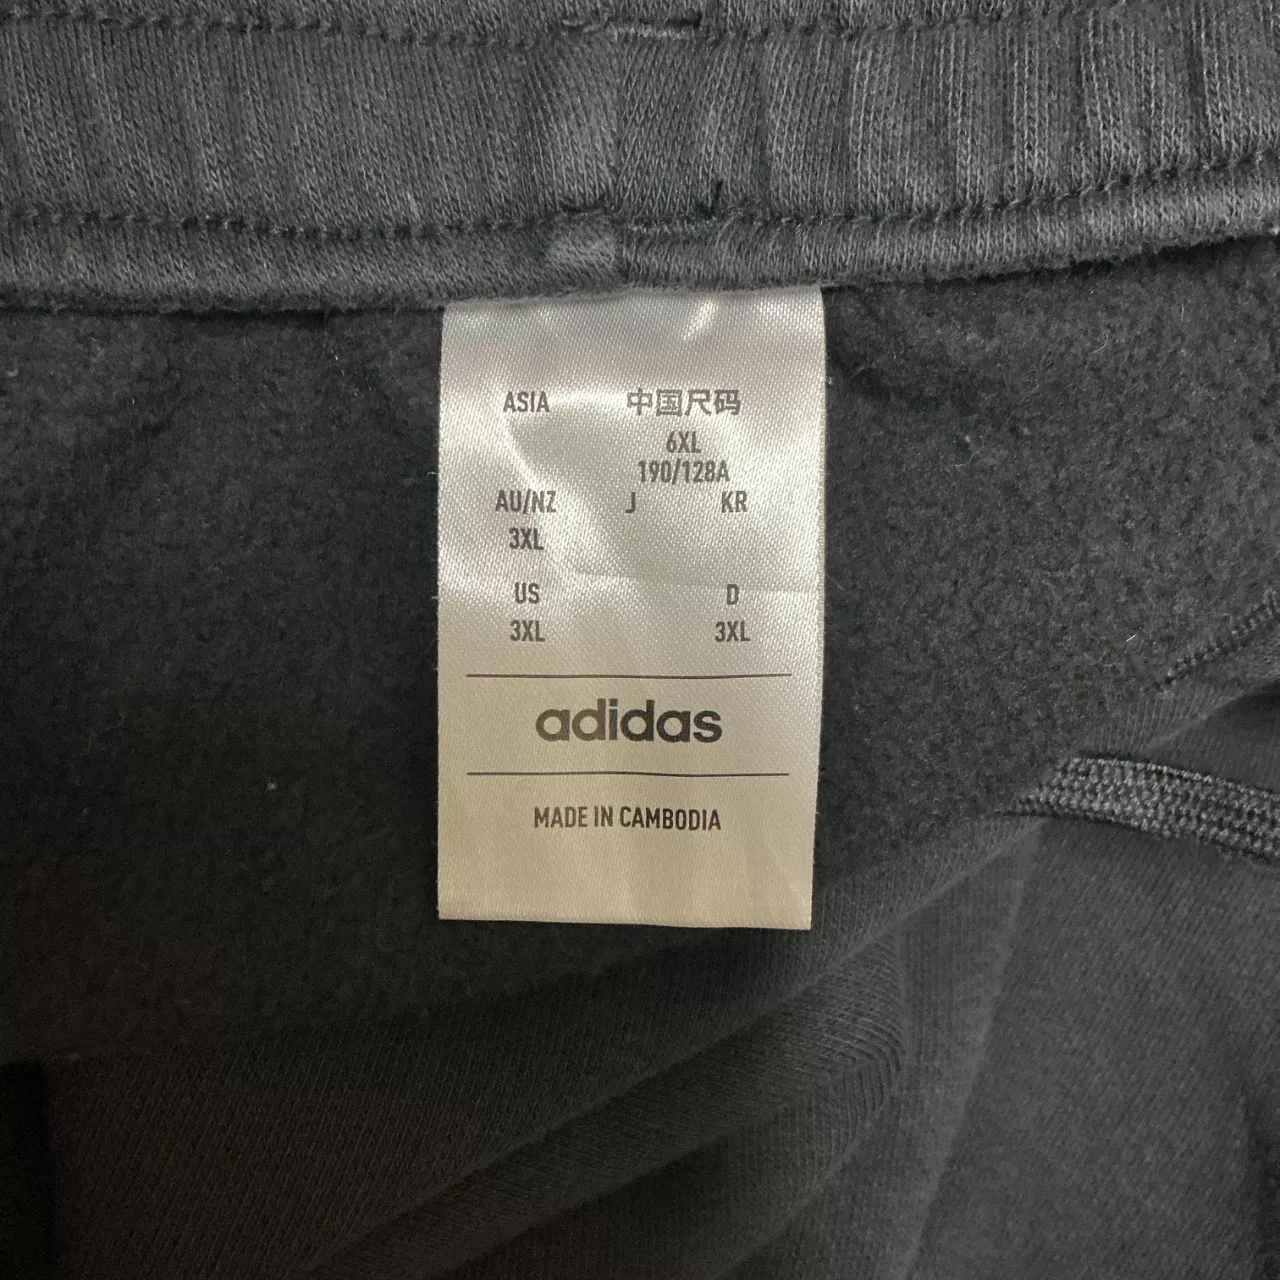 ASIA 中国尺码
6XL
190/128A
AU/NZ J KR
3XL
US D
3XL 3XL
adidas
MADE IN CAMBODIA